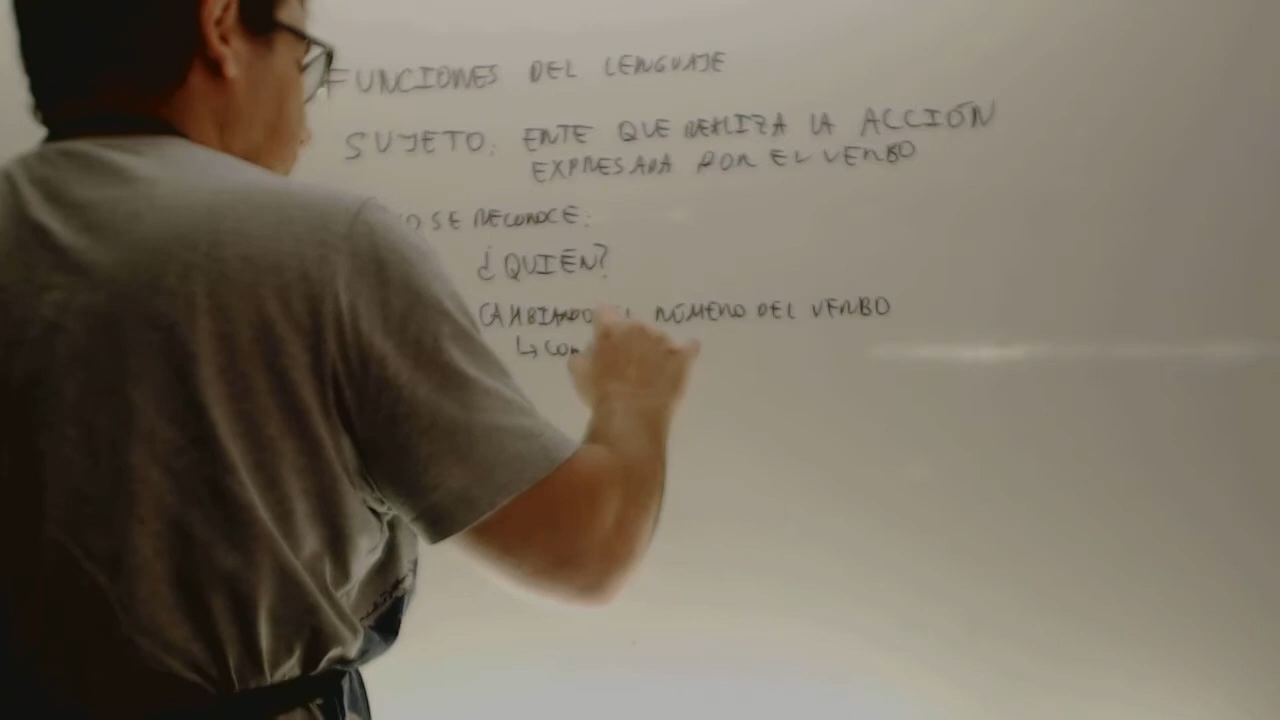 FUNCIONES DEL LENGUAJE
SUJETO: ENTE QUE REALIZA LA ACCIÓN
EXPRESADA POR EL VERBO
SE RECONOCE:
¿QUIÉN?
CAMBIANDO EL NÚMERO DEL VERBO
↳